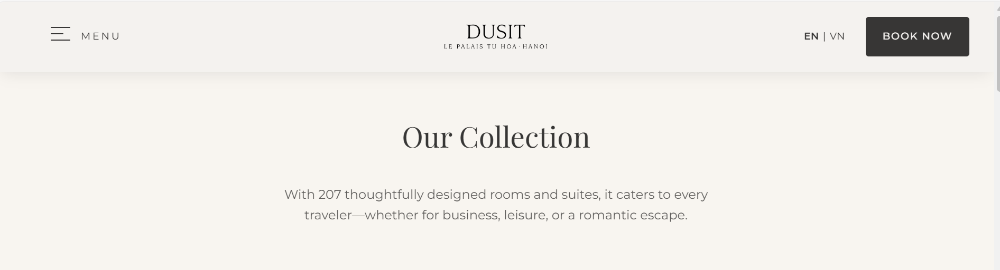 MENU
DUSIT
LE PALAIS TU HOA·HANOI
EN | VN
BOOK NOW
Our Collection
With 207 thoughtfully designed rooms and suites, it caters to every
traveler—whether for business, leisure, or a romantic escape.